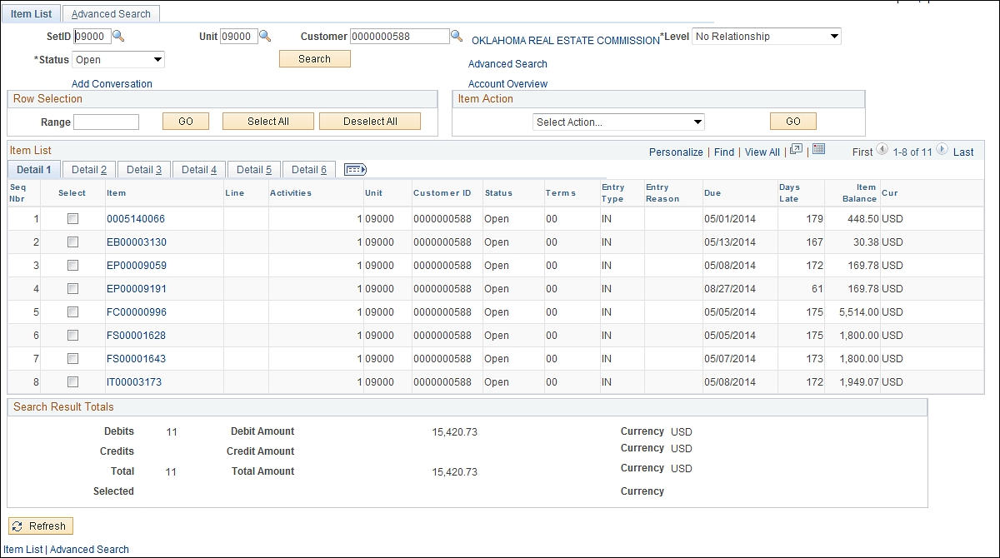 Item List Advanced Search
SetID 09000 Unit 09000 Customer 0000000588 OKLAHOMA REAL ESTATE COMMISSION *Level No Relationship
*Status Open Search Advanced Search
Add Conversation Account Overview
Row Selection Item Action
Range GO Select All Deselect All Select Action... GO
Item List Personalize | Find | View All | | First 1-8 of 11 Last
Detail 1 Detail 2 Detail 3 Detail 4 Detail 5 Detail 6
Seq Nbr Select Item Line Activities Unit Customer ID Status Terms Entry Type Entry Reason Due Days Late Item Balance Cur
1 0005140066 1 09000 0000000588 Open 00 IN 05/01/2014 179 448.50 USD
2 EB00003130 1 09000 0000000588 Open 00 IN 05/13/2014 167 30.38 USD
3 EP00009059 1 09000 0000000588 Open 00 IN 05/08/2014 172 169.78 USD
4 EP00009191 1 09000 0000000588 Open 00 IN 08/27/2014 61 169.78 USD
5 FC00000996 1 09000 0000000588 Open 00 IN 05/05/2014 175 5,514.00 USD
6 FS00001628 1 09000 0000000588 Open 00 IN 05/05/2014 175 1,800.00 USD
7 FS00001643 1 09000 0000000588 Open 00 IN 05/07/2014 173 1,800.00 USD
8 IT00003173 1 09000 0000000588 Open 00 IN 05/08/2014 172 1,949.07 USD
Search Result Totals
Debits 11 Debit Amount 15,420.73 Currency USD
Credits Credit Amount Currency USD
Total 11 Total Amount 15,420.73 Currency USD
Selected Currency
Refresh
Item List | Advanced Search